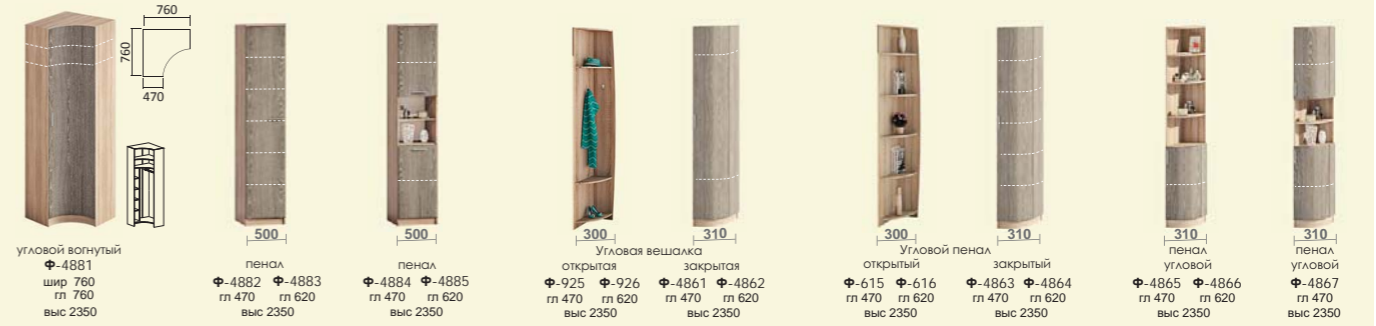 760
760
470
угловой вогнутый
Ф-4881
шир 760
гл 760
выс 2350
500
пенал
Ф-4882 Ф-4883
гл 470 гл 620
выс 2350
500
пенал
Ф-4884 Ф-4885
гл 470 гл 620
выс 2350
300 310
Угловая вешалка
открытая закрытая
Ф-925 Ф-926 Ф-4861 Ф-4862
гл 470 гл 620 гл 470 гл 620
выс 2350 выс 2350
300 310
Угловой пенал
открытый закрытый
Ф-615 Ф-616 Ф-4863 Ф-4864
гл 470 гл 620 гл 470 гл 620
выс 2350 выс 2350
310
пенал
угловой
Ф-4865 Ф-4866
гл 470 гл 620
выс 2350
310
пенал
угловой
Ф-4867
гл 470
выс 2350